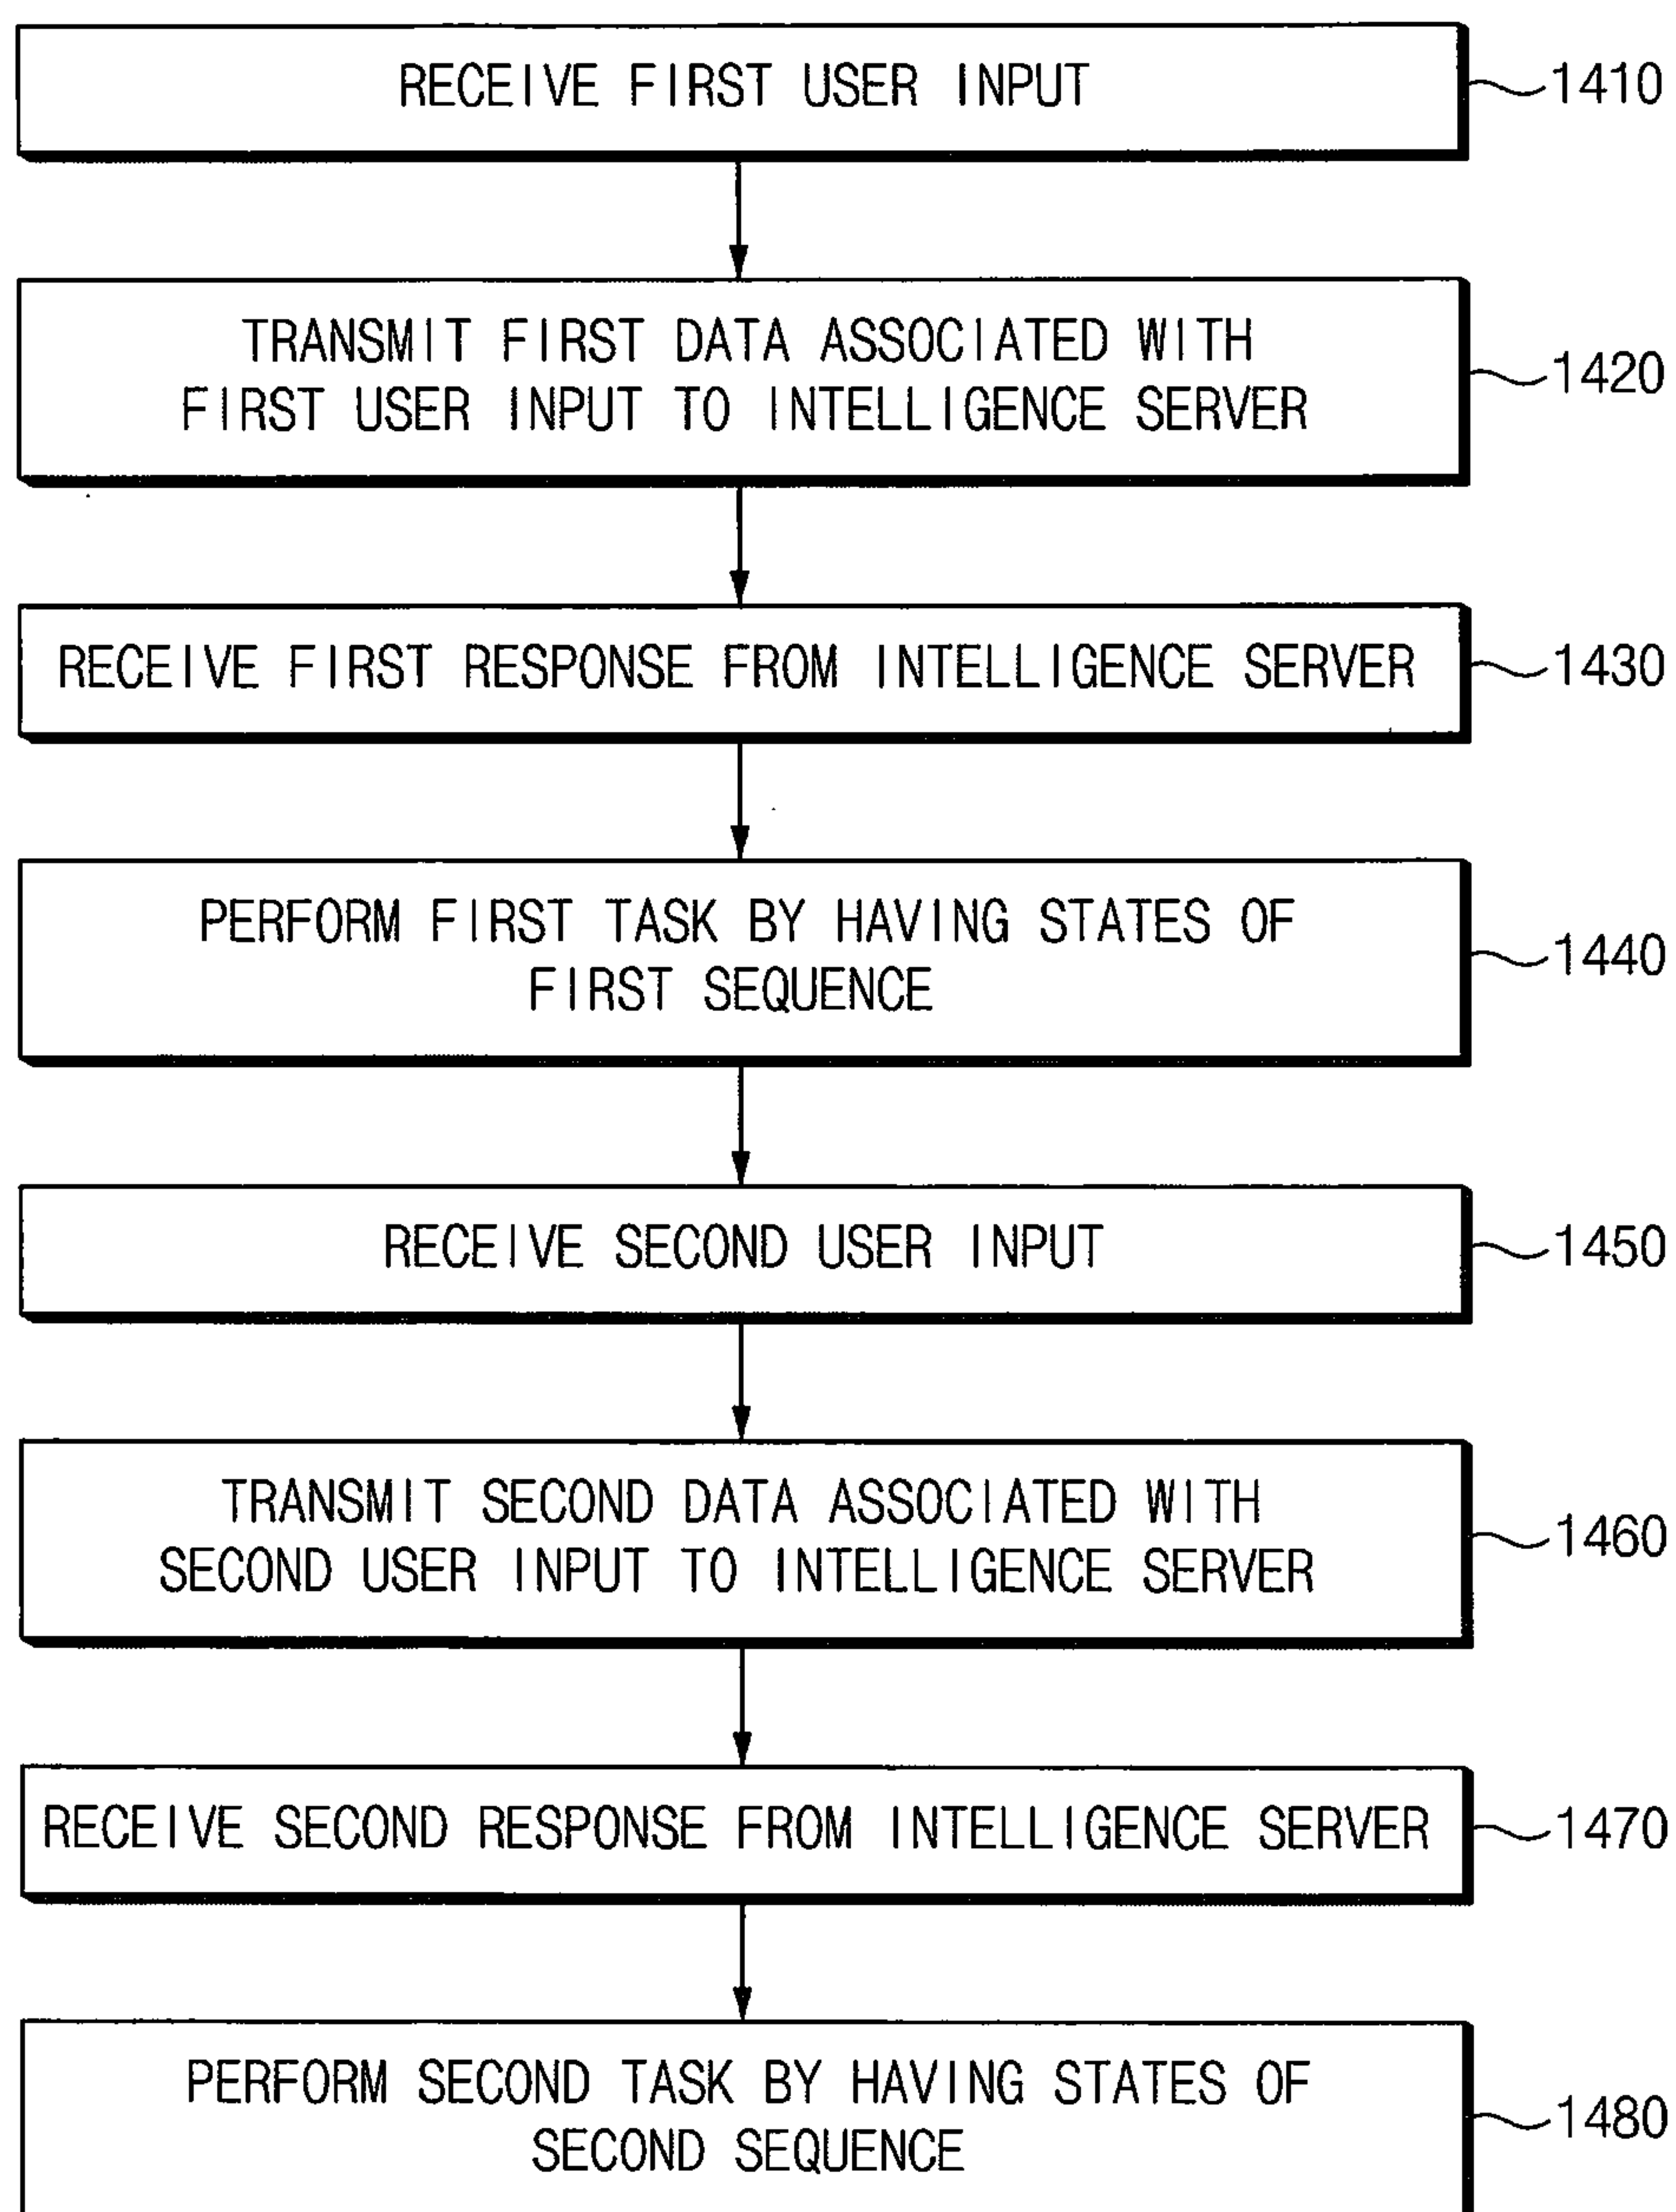 RECEIVE FIRST USER INPUT
1410
TRANSMIT FIRST DATA ASSOCIATED WITH
FIRST USER INPUT TO INTELLIGENCE SERVER
1420
RECEIVE FIRST RESPONSE FROM INTELLIGENCE SERVER
1430
PERFORM FIRST TASK BY HAVING STATES OF
FIRST SEQUENCE
1440
RECEIVE SECOND USER INPUT
1450
TRANSMIT SECOND DATA ASSOCIATED WITH
SECOND USER INPUT TO INTELLIGENCE SERVER
1460
RECEIVE SECOND RESPONSE FROM INTELLIGENCE SERVER
1470
PERFORM SECOND TASK BY HAVING STATES OF
SECOND SEQUENCE
1480